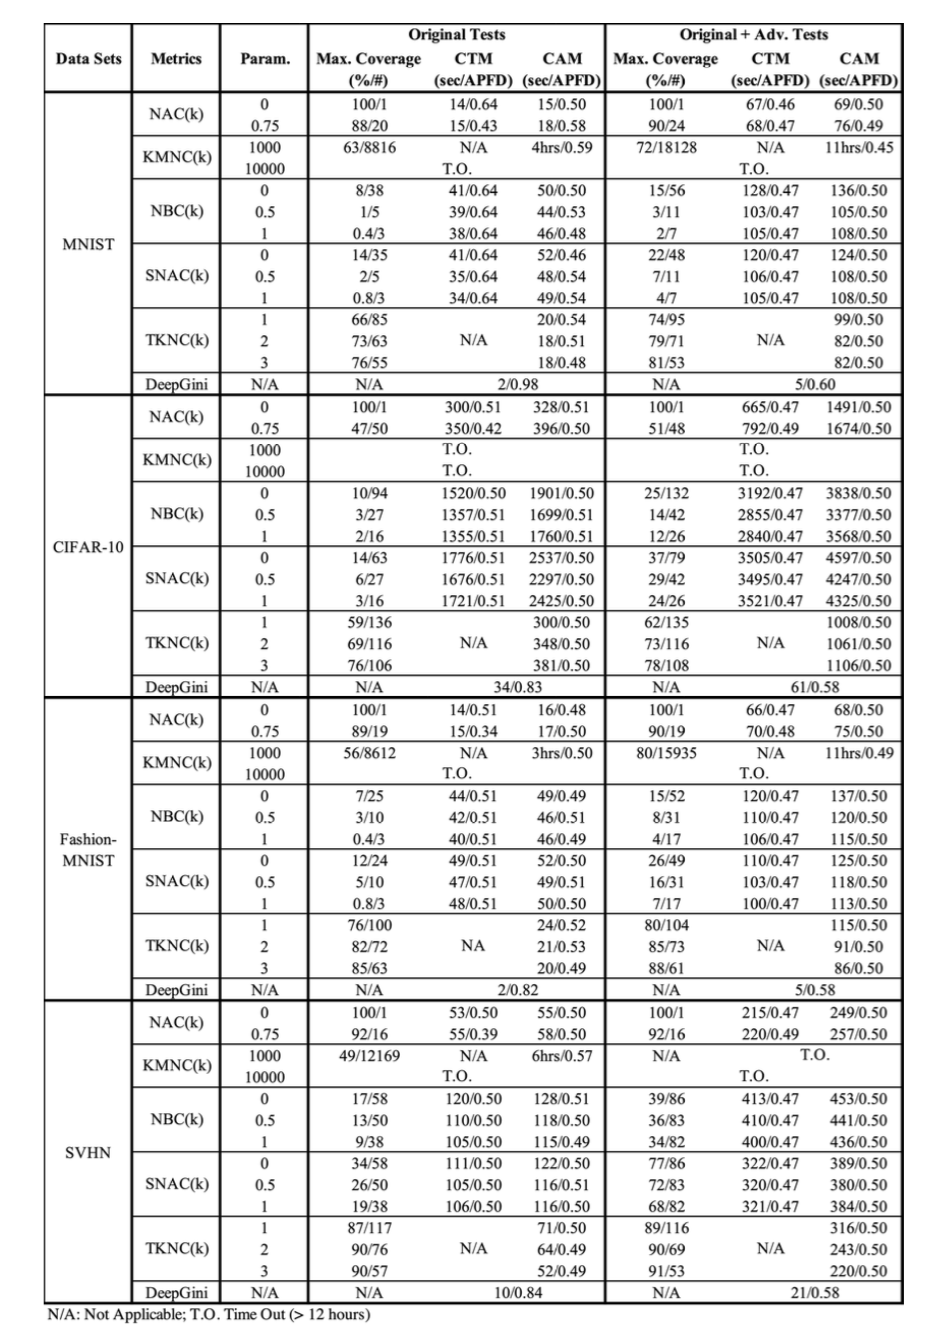 Original Tests Original + Adv. Tests
Data Sets Metrics Param. Max. Coverage CTM CAM Max. Coverage CTM CAM
(%/#) (sec/APFD) (sec/APFD) (%/#) (sec/APFD) (sec/APFD)
MNIST
NAC(k)
0 100/1 14/0.64 15/0.50 100/1 67/0.46 69/0.50
0.75 88/20 15/0.43 18/0.58 90/24 68/0.47 76/0.49
KMNC(k)
1000 63/8816 N/A 4hrs/0.59 72/18128 N/A 11hrs/0.45
10000 T.O. T.O.
NBC(k)
0 8/38 41/0.64 50/0.50 15/56 128/0.47 136/0.50
0.5 1/5 39/0.64 44/0.53 3/11 103/0.47 105/0.50
1 0.4/3 38/0.64 46/0.48 2/7 105/0.47 108/0.50
SNAC(k)
0 14/35 41/0.64 52/0.46 22/48 120/0.47 124/0.50
0.5 2/5 35/0.64 48/0.54 7/11 106/0.47 108/0.50
1 0.8/3 34/0.64 49/0.54 4/7 105/0.47 108/0.50
TKNC(k)
1 66/85 20/0.54 74/95 99/0.50
2 73/63 N/A 18/0.51 79/71 N/A 82/0.50
3 76/55 18/0.48 81/53 82/0.50
DeepGini N/A N/A 2/0.98 N/A 5/0.60
CIFAR-10
NAC(k)
0 100/1 300/0.51 328/0.51 100/1 665/0.47 1491/0.50
0.75 47/50 350/0.42 396/0.50 51/48 792/0.49 1674/0.50
KMNC(k)
1000 T.O. T.O.
10000 T.O. T.O.
NBC(k)
0 10/94 1520/0.50 1901/0.50 25/132 3192/0.47 3838/0.50
0.5 3/27 1357/0.51 1699/0.51 14/42 2855/0.47 3377/0.50
1 2/16 1355/0.51 1760/0.51 12/26 2840/0.47 3568/0.50
SNAC(k)
0 14/63 1776/0.51 2537/0.50 37/79 3505/0.47 4597/0.50
0.5 6/27 1676/0.51 2297/0.50 29/42 3495/0.47 4247/0.50
1 3/16 1721/0.51 2425/0.50 24/26 3521/0.47 4325/0.50
TKNC(k)
1 59/136 300/0.50 62/135 1008/0.50
2 69/116 N/A 348/0.50 73/116 N/A 1061/0.50
3 76/106 381/0.50 78/108 1106/0.50
DeepGini N/A N/A 34/0.83 N/A 61/0.58
Fashion-
MNIST
NAC(k)
0 100/1 14/0.51 16/0.48 100/1 66/0.47 68/0.50
0.75 89/19 15/0.34 17/0.50 90/19 70/0.48 75/0.50
KMNC(k)
1000 56/8612 N/A 3hrs/0.50 80/15935 N/A 11hrs/0.49
10000 T.O. T.O.
NBC(k)
0 7/25 44/0.51 49/0.49 15/52 120/0.47 137/0.50
0.5 3/10 42/0.51 46/0.51 8/31 110/0.47 120/0.50
1 0.4/3 40/0.51 46/0.49 4/17 106/0.47 115/0.50
SNAC(k)
0 12/24 49/0.51 52/0.50 26/49 110/0.47 125/0.50
0.5 5/10 47/0.51 49/0.51 16/31 103/0.47 118/0.50
1 0.8/3 48/0.51 50/0.50 7/17 100/0.47 113/0.50
TKNC(k)
1 76/100 24/0.52 80/104 115/0.50
2 82/72 NA 21/0.53 85/73 N/A 91/0.50
3 85/63 20/0.49 88/61 86/0.50
DeepGini N/A N/A 2/0.82 N/A 5/0.58
SVHN
NAC(k)
0 100/1 53/0.50 55/0.50 100/1 215/0.47 249/0.50
0.75 92/16 55/0.39 58/0.50 92/16 220/0.49 257/0.50
KMNC(k)
1000 49/12169 N/A 6hrs/0.57 N/A T.O.
10000 T.O. T.O.
NBC(k)
0 17/58 120/0.50 128/0.51 39/86 413/0.47 453/0.50
0.5 13/50 110/0.50 118/0.50 36/83 410/0.47 441/0.50
1 9/38 105/0.50 115/0.49 34/82 400/0.47 436/0.50
SNAC(k)
0 34/58 111/0.50 122/0.50 77/86 322/0.47 389/0.50
0.5 26/50 105/0.50 116/0.51 72/83 320/0.47 380/0.50
1 19/38 106/0.50 116/0.50 68/82 321/0.47 384/0.50
TKNC(k)
1 87/117 71/0.50 89/116 316/0.50
2 90/76 N/A 64/0.49 90/69 N/A 243/0.50
3 90/57 52/0.49 91/53 220/0.50
DeepGini N/A N/A 10/0.84 N/A 21/0.58
N/A: Not Applicable; T.O. Time Out (> 12 hours)